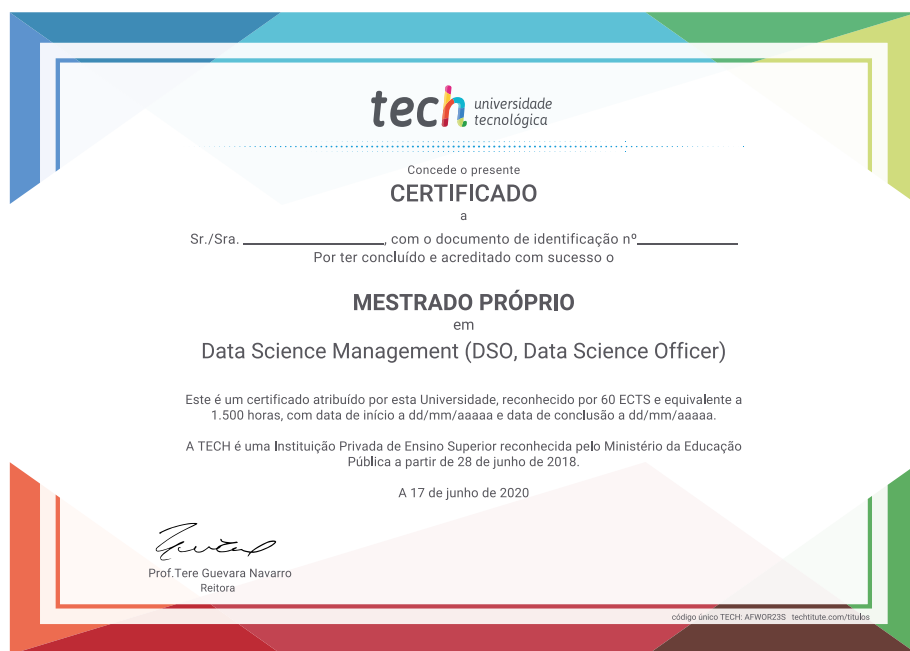 tech universidade
tecnológica
Concede o presente
CERTIFICADO
a
Sr./Sra. , com o documento de identificação nº
Por ter concluído e acreditado com sucesso o
MESTRADO PRÓPRIO
em
Data Science Management (DSO, Data Science Officer)
Este é um certificado atribuído por esta Universidade, reconhecido por 60 ECTS e equivalente a
1.500 horas, com data de início a dd/mm/aaaaa e data de conclusão a dd/mm/aaaaa.
A TECH é uma Instituição Privada de Ensino Superior reconhecida pelo Ministério da Educação
Pública a partir de 28 de junho de 2018.
A 17 de junho de 2020
Prof.Tere Guevara Navarro
Reitora
código único TECH: AFWOR23S techtitute.com/titulos